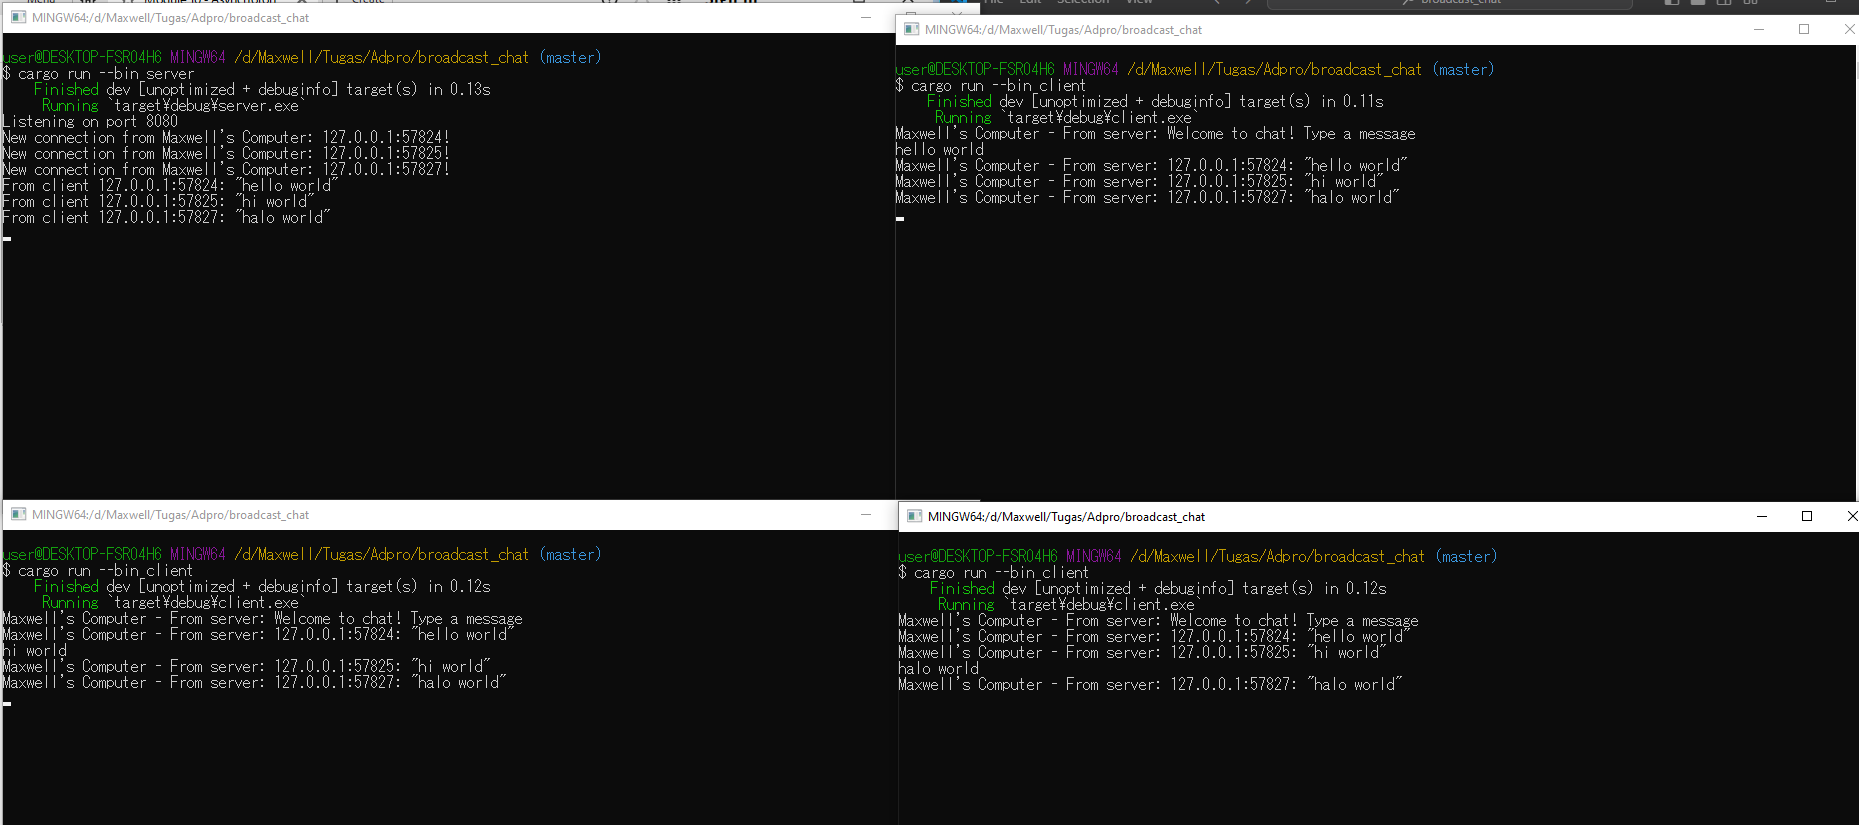 MINGW64:/d/Maxwell/Tugas/Adpro/broadcast_chat
user@DESKTOP-FSR04H6 MINGW64 /d/Maxwell/Tugas/Adpro/broadcast_chat (master)
$ cargo run --bin server
Finished dev [unoptimized + debuginfo] target(s) in 0.13s
Running `target¥debug¥server.exe`
Listening on port 8080
New connection from Maxwell's Computer: 127.0.0.1:57824!
New connection from Maxwell's Computer: 127.0.0.1:57825!
New connection from Maxwell's Computer: 127.0.0.1:57827!
From client 127.0.0.1:57824: "hello world"
From client 127.0.0.1:57825: "hi world"
From client 127.0.0.1:57827: "halo world"
Edit Selection View
broadcast_chat
MINGW64:/d/Maxwell/Tugas/Adpro/broadcast_chat
user@DESKTOP-FSR04H6 MINGW64 /d/Maxwell/Tugas/Adpro/broadcast_chat (master)
$ cargo run --bin client
Finished dev [unoptimized + debuginfo] target(s) in 0.11s
Running `target¥debug¥client.exe`
Maxwell's Computer - From server: Welcome to chat! Type a message
hello world
Maxwell's Computer - From server: 127.0.0.1:57824: "hello world"
Maxwell's Computer - From server: 127.0.0.1:57825: "hi world"
Maxwell's Computer - From server: 127.0.0.1:57827: "halo world"
MINGW64:/d/Maxwell/Tugas/Adpro/broadcast_chat
user@DESKTOP-FSR04H6 MINGW64 /d/Maxwell/Tugas/Adpro/broadcast_chat (master)
$ cargo run --bin client
Finished dev [unoptimized + debuginfo] target(s) in 0.12s
Running `target¥debug¥client.exe`
Maxwell's Computer - From server: Welcome to chat! Type a message
Maxwell's Computer - From server: 127.0.0.1:57824: "hello world"
hi world
Maxwell's Computer - From server: 127.0.0.1:57825: "hi world"
Maxwell's Computer - From server: 127.0.0.1:57827: "halo world"
MINGW64:/d/Maxwell/Tugas/Adpro/broadcast_chat
user@DESKTOP-FSR04H6 MINGW64 /d/Maxwell/Tugas/Adpro/broadcast_chat (master)
$ cargo run --bin client
Finished dev [unoptimized + debuginfo] target(s) in 0.12s
Running `target¥debug¥client.exe`
Maxwell's Computer - From server: Welcome to chat! Type a message
Maxwell's Computer - From server: 127.0.0.1:57824: "hello world"
Maxwell's Computer - From server: 127.0.0.1:57825: "hi world"
halo world
Maxwell's Computer - From server: 127.0.0.1:57827: "halo world"